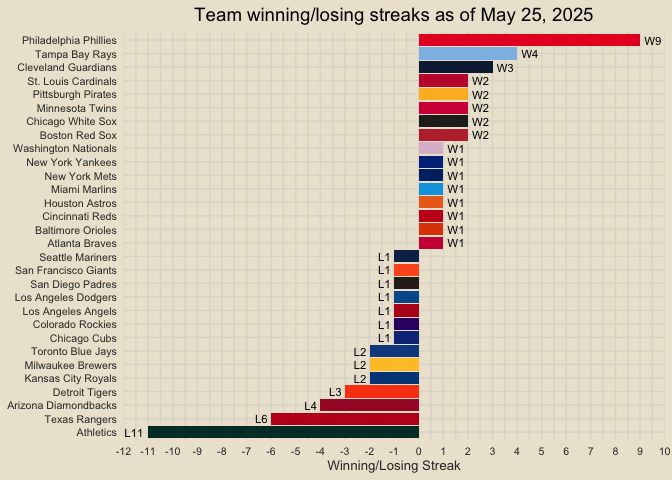 Team winning/losing streaks as of May 25, 2025
Philadelphia Phillies W9
Tampa Bay Rays W4
Cleveland Guardians W3
St. Louis Cardinals W2
Pittsburgh Pirates W2
Minnesota Twins W2
Chicago White Sox W2
Boston Red Sox W2
Washington Nationals W1
New York Yankees W1
New York Mets W1
Miami Marlins W1
Houston Astros W1
Cincinnati Reds W1
Baltimore Orioles W1
Atlanta Braves W1
Seattle Mariners L1
San Francisco Giants L1
San Diego Padres L1
Los Angeles Dodgers L1
Los Angeles Angels L1
Colorado Rockies L1
Chicago Cubs L1
Toronto Blue Jays L2
Milwaukee Brewers L2
Kansas City Royals L2
Detroit Tigers L3
Arizona Diamondbacks L4
Texas Rangers L6
Athletics L11
-12 -11 -10 -9 -8 -7 -6 -5 -4 -3 -2 -1 0 1 2 3 4 5 6 7 8 9 10
Winning/Losing Streak